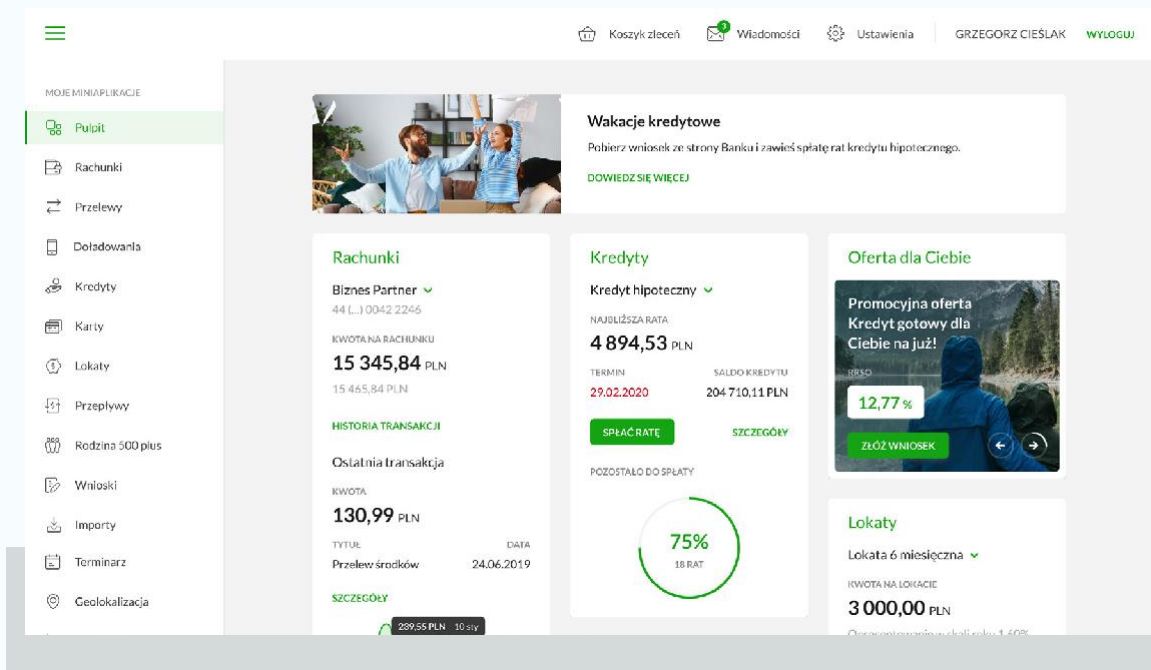 Koszyk zleceń
3
Wiadomości
Ustawienia
GRZEGORZ CIEŚLAK
WYLOGUJ
MOJE MINIAPLIKACJE
Pulpit
Rachunki
Przelewy
Doładowania
Kredyty
Karty
Lokaty
Przepływy
Rodzina 500 plus
Wnioski
Importy
Terminarz
Geolokalizacja
Wakacje kredytowe
Pobierz wniosek ze strony Banku i zawieś spłatę rat kredytu hipotecznego.
DOWIEDZ SIĘ WIĘCEJ
Rachunki
Biznes Partner
44 (...) 0042 2246
KWOTA NA RACHUNKU
15 345,84 PLN
15 465,84 PLN
HISTORIA TRANSAKCJI
Ostatnia transakcja
KWOTA
130,99 PLN
TYTUŁ DATA
Przelew środków 24.06.2019
SZCZEGÓŁY
239,55 PLN 10 sty
Kredyty
Kredyt hipoteczny
NAJBLIŻSZA RATA
4 894,53 PLN
TERMIN SALDO KREDYTU
29.02.2020 204 710,11 PLN
SPŁAĆ RATĘ SZCZEGÓŁY
POZOSTAŁO DO SPŁATY
75%
18 RAT
Oferta dla Ciebie
Promocyjna oferta
Kredyt gotowy dla
Ciebie na już!
RRSO
12,77 %
ZŁÓŻ WNIOSEK
Lokaty
Lokata 6 miesięczna
KWOTA NA LOKACIE
3 000,00 PLN
Oprocentowanie w skali roku 1,60%